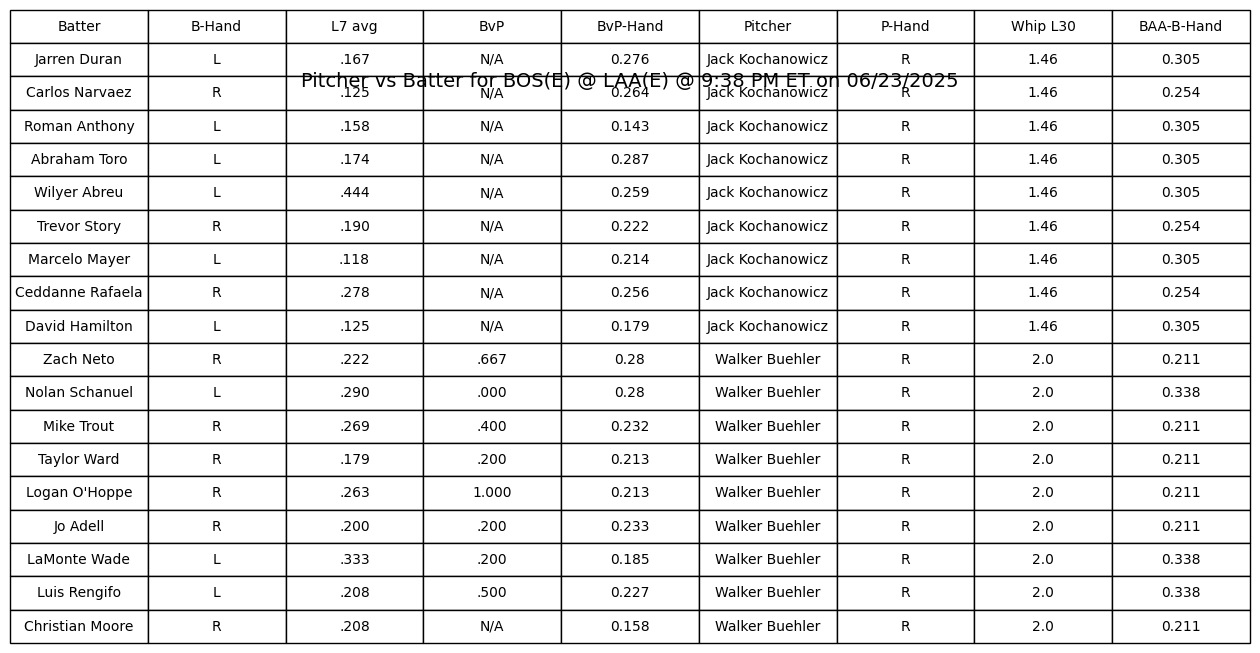 Batter B-Hand L7 avg BvP BvP-Hand Pitcher P-Hand Whip L30 BAA-B-Hand
Jarren Duran L .167 N/A 0.276 Jack Kochanowicz R 1.46 0.305
Pitcher vs Batter for BOS(E) @ LAA(E) @ 9:38 PM ET on 06/23/2025
Carlos Narvaez R .125 N/A 0.264 Jack Kochanowicz R 1.46 0.254
Roman Anthony L .158 N/A 0.143 Jack Kochanowicz R 1.46 0.305
Abraham Toro L .174 N/A 0.287 Jack Kochanowicz R 1.46 0.305
Wilyer Abreu L .444 N/A 0.259 Jack Kochanowicz R 1.46 0.305
Trevor Story R .190 N/A 0.222 Jack Kochanowicz R 1.46 0.254
Marcelo Mayer L .118 N/A 0.214 Jack Kochanowicz R 1.46 0.305
Ceddanne Rafaela R .278 N/A 0.256 Jack Kochanowicz R 1.46 0.254
David Hamilton L .125 N/A 0.179 Jack Kochanowicz R 1.46 0.305
Zach Neto R .222 .667 0.28 Walker Buehler R 2.0 0.211
Nolan Schanuel L .290 .000 0.28 Walker Buehler R 2.0 0.338
Mike Trout R .269 .400 0.232 Walker Buehler R 2.0 0.211
Taylor Ward R .179 .200 0.213 Walker Buehler R 2.0 0.211
Logan O'Hoppe R .263 1.000 0.213 Walker Buehler R 2.0 0.211
Jo Adell R .200 .200 0.233 Walker Buehler R 2.0 0.211
LaMonte Wade L .333 .200 0.185 Walker Buehler R 2.0 0.338
Luis Rengifo L .208 .500 0.227 Walker Buehler R 2.0 0.338
Christian Moore R .208 N/A 0.158 Walker Buehler R 2.0 0.211